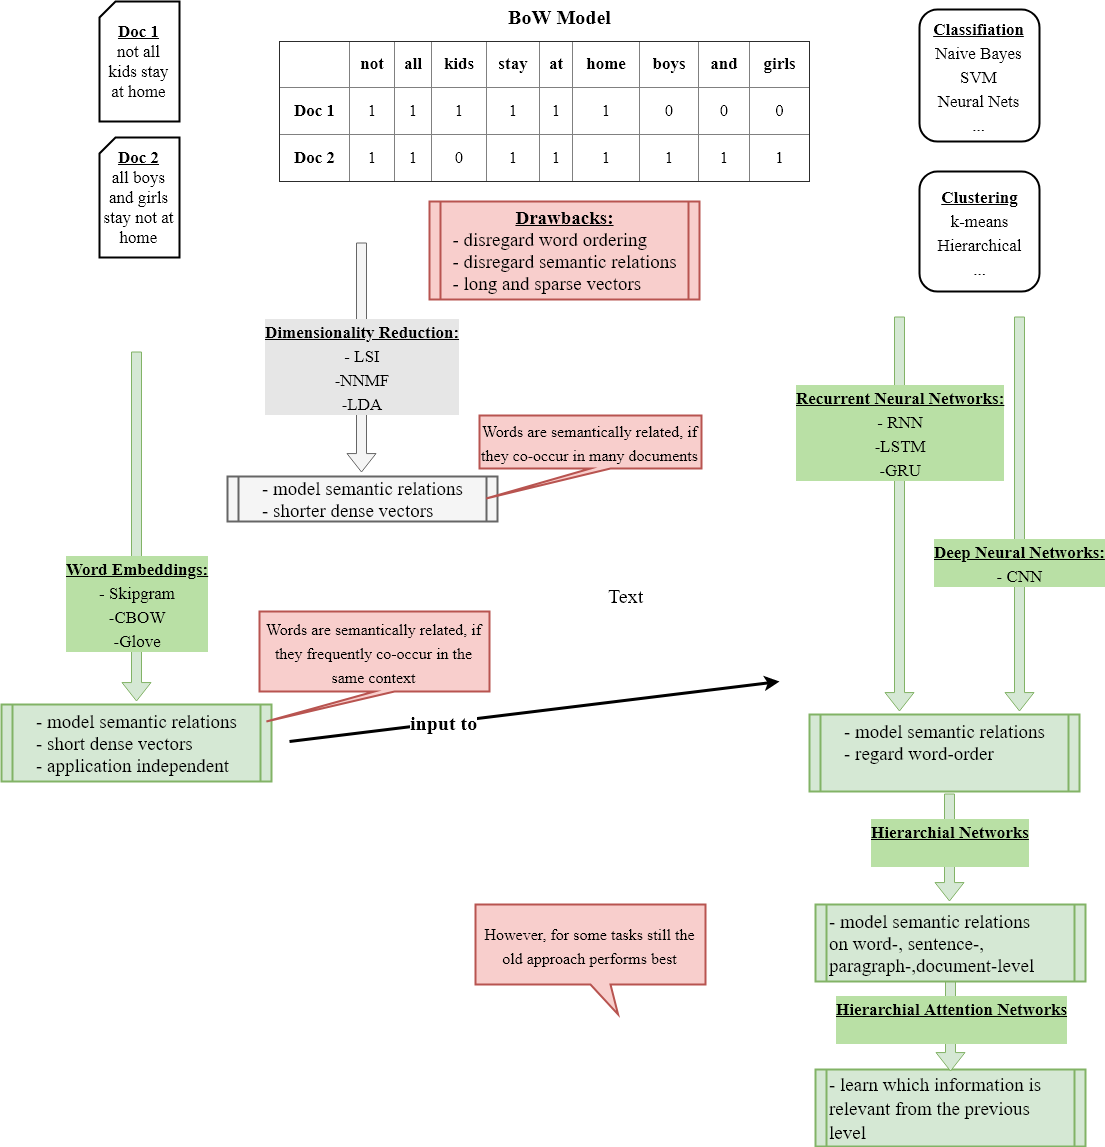 Doc 1
not all
kids stay
at home
Doc 2
all boys
and girls
stay not at
home
BoW Model
not all kids stay at home boys and girls
Doc 1 1 1 1 1 1 1 0 0 0
Doc 2 1 1 0 1 1 1 1 1 1
Drawbacks:
- disregard word ordering
- disregard semantic relations
- long and sparse vectors
Classifiation
Naive Bayes
SVM
Neural Nets
...
Clustering
k-means
Hierarchical
...
Dimensionality Reduction:
- LSI
-NNMF
-LDA
Words are semantically related, if
they co-occur in many documents
- model semantic relations
- shorter dense vectors
Recurrent Neural Networks:
- RNN
-LSTM
-GRU
Deep Neural Networks:
- CNN
Word Embeddings:
- Skipgram
-CBOW
-Glove
Text
Words are semantically related, if
they frequently co-occur in the
same context
- model semantic relations
- short dense vectors
- application independent
input to
- model semantic relations
- regard word-order
Hierarchial Networks
However, for some tasks still the
old approach performs best
- model semantic relations
on word-, sentence-,
paragraph-,document-level
Hierarchial Attention Networks
- learn which information is
relevant from the previous
level